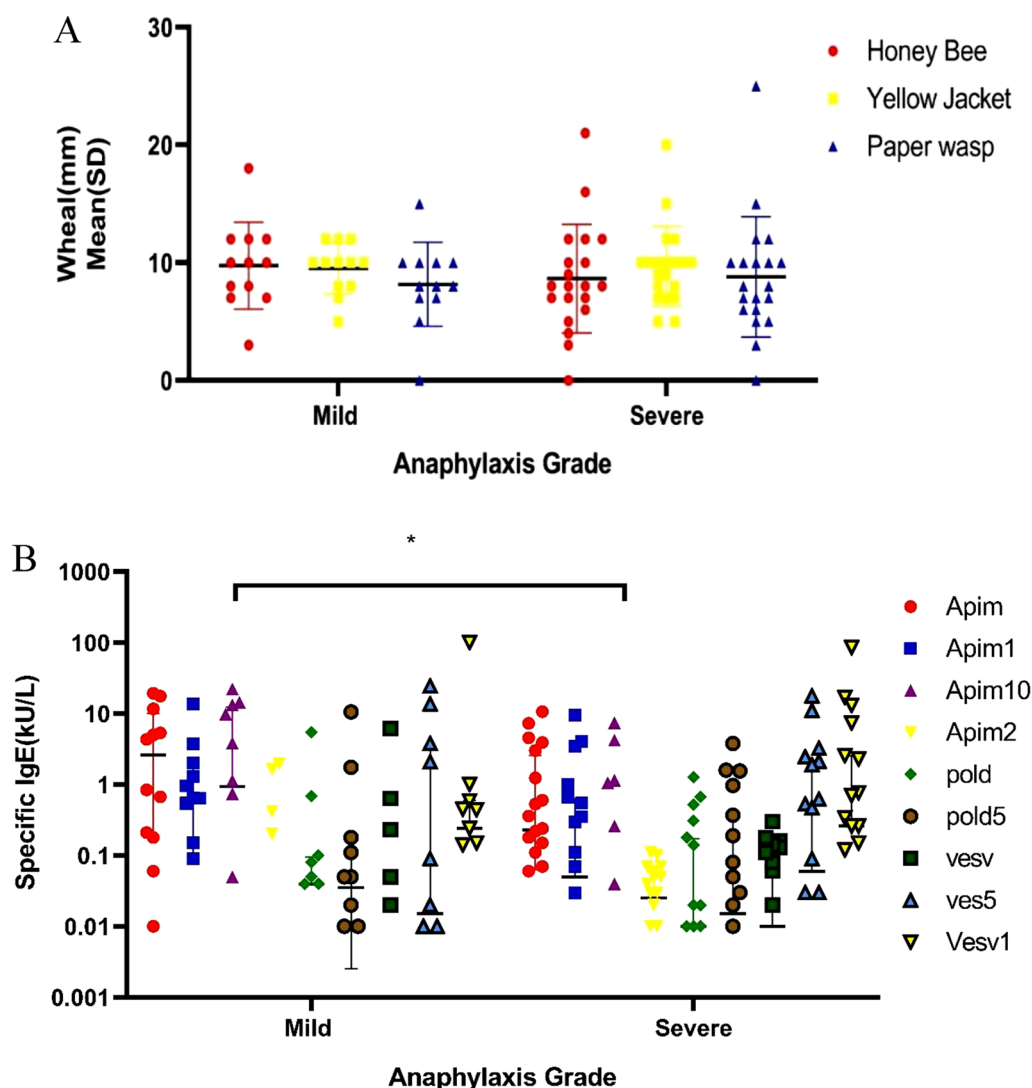 A
30
20
10
0
Wheal(mm)
Mean(SD)
Mild
Severe
Anaphylaxis Grade
Honey Bee
Yellow Jacket
Paper wasp
B
*
1000
100
10
1
0.1
0.01
0.001
Specific IgE(kU/L)
Mild
Severe
Anaphylaxis Grade
Apim
Apim1
Apim10
Apim2
pold
pold5
vesv
ves5
Vesv1